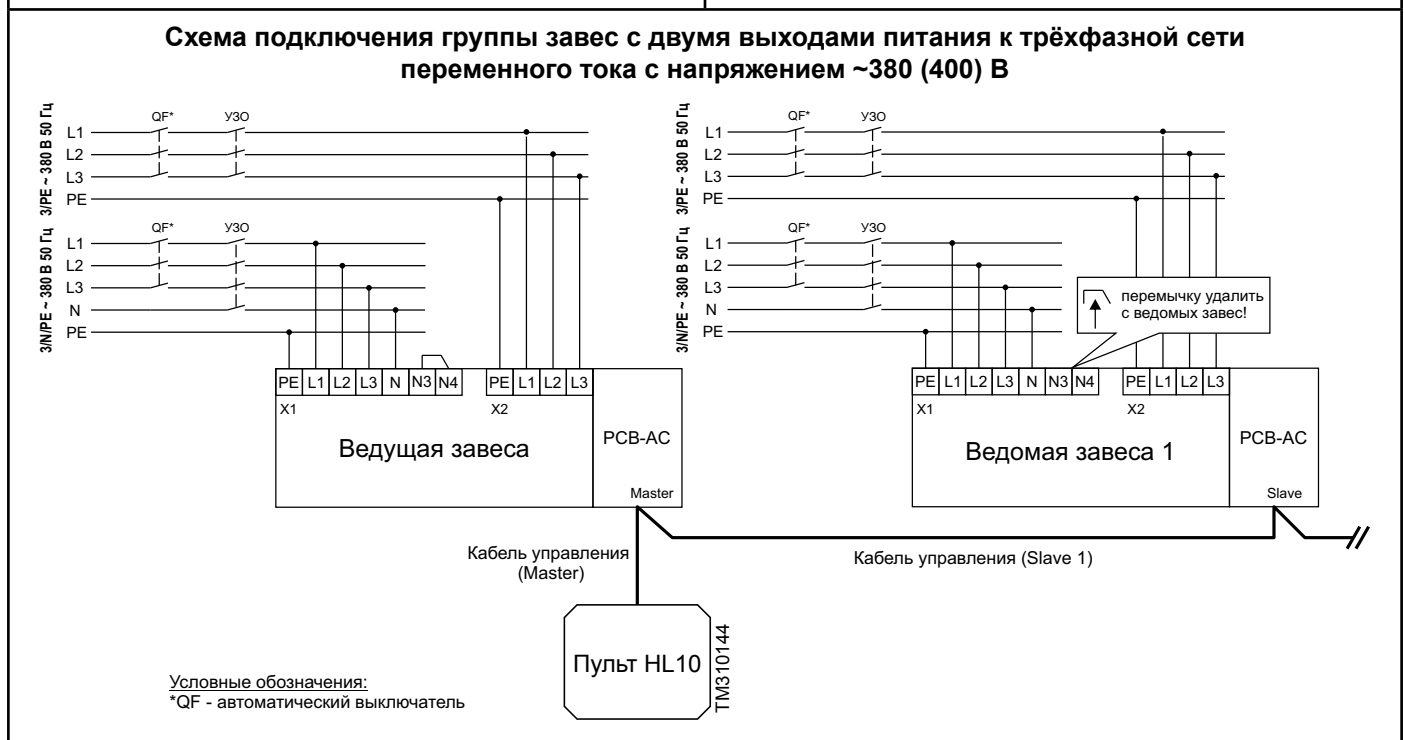 Схема подключения группы завес с двумя выходами питания к трёхфазной сети
переменного тока с напряжением ~380 (400) В
3/PE ~ 380 В 50 Гц
QF* УЗО
L1
L2
L3
PE
3/N/PE ~ 380 В 50 Гц
QF* УЗО
L1
L2
L3
N
PE
PE L1 L2 L3 N N3 N4 PE L1 L2 L3
X1 X2
Ведущая завеса
PCB-AC
Master
3/PE ~ 380 В 50 Гц
QF* УЗО
L1
L2
L3
PE
3/N/PE ~ 380 В 50 Гц
QF* УЗО
L1
L2
L3
N
PE
перемычку удалить
с ведомых завес!
PE L1 L2 L3 N N3 N4 PE L1 L2 L3
X1 X2
Ведомая завеса 1
PCB-AC
Slave
Кабель управления
(Master)
Кабель управления (Slave 1)
Пульт HL10
TM310144
Условные обозначения:
*QF - автоматический выключатель